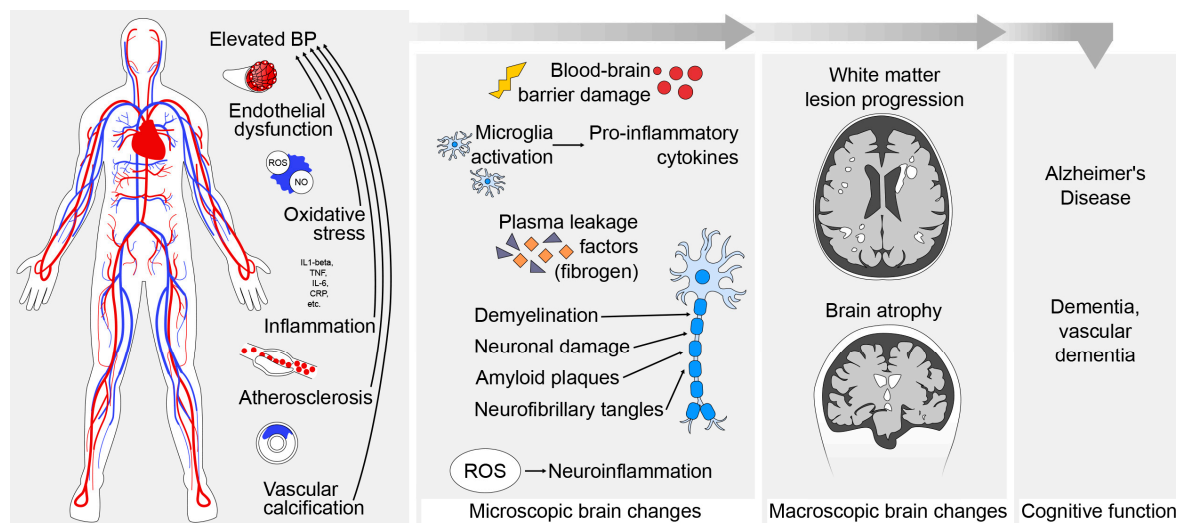 Elevated BP
Endothelial
dysfunction
ROS
NO
Oxidative
stress
IL1-beta,
TNF,
IL-6,
CRP,
etc.
Inflammation
Atherosclerosis
Vascular
calcification
Blood-brain
barrier damage
Microglia
activation
Pro-inflammatory
cytokines
Plasma leakage
factors
(fibrogen)
Demyelination
Neuronal damage
Amyloid plaques
Neurofibrillary tangles
ROS
Neuroinflammation
Microscopic brain changes
White matter
lesion progression
Brain atrophy
Macroscopic brain changes
Alzheimer's
Disease
Dementia,
vascular
dementia
Cognitive function